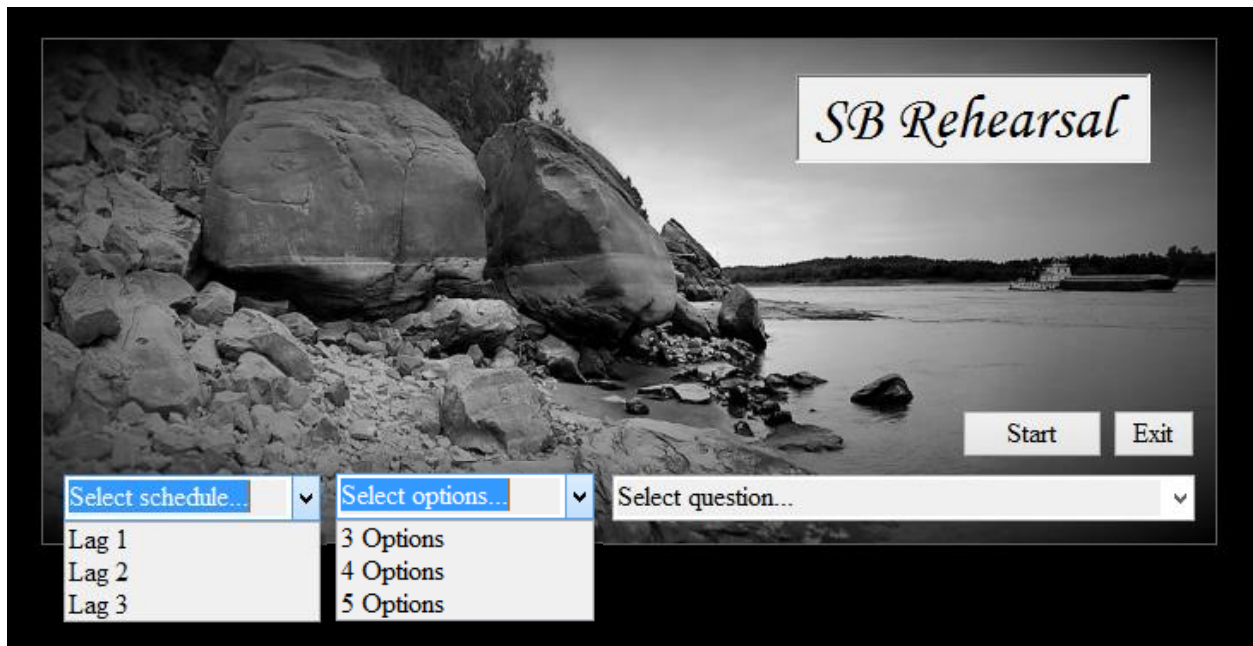 SB Rehearsal
Start
Exit
Select schedule...
Lag 1
Lag 2
Lag 3
Select options...
3 Options
4 Options
5 Options
Select question...